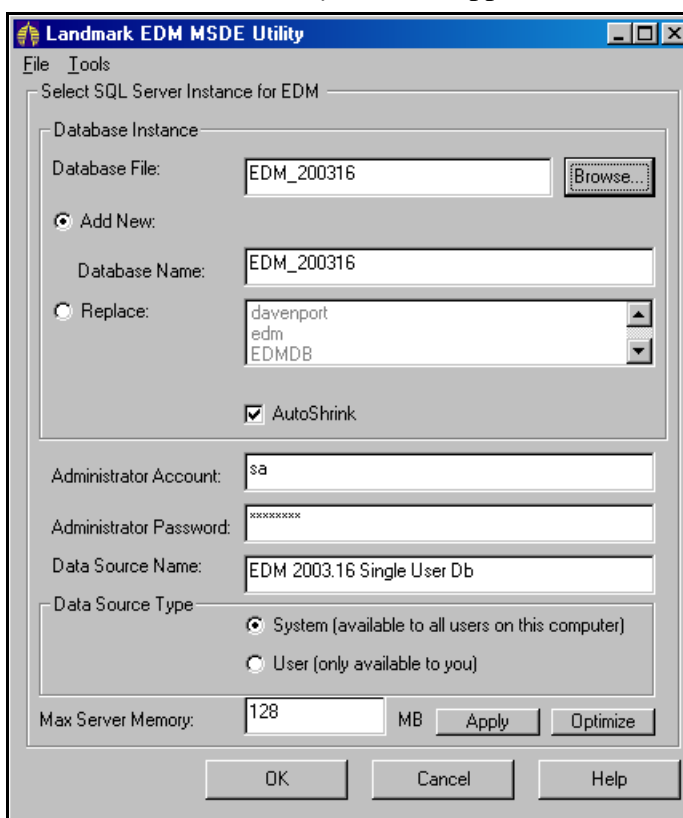 Landmark EDM MSDE Utility
File Tools
Select SQL Server Instance for EDM
Database Instance
Database File: EDM_200316 Browse...
Add New:
Database Name: EDM_200316
Replace: davenport
edm
EDMDB
AutoShrink
Administrator Account: sa
Administrator Password: ********
Data Source Name: EDM 2003.16 Single User Db
Data Source Type
System (available to all users on this computer)
User (only available to you)
Max Server Memory: 128 MB Apply Optimize
OK Cancel Help